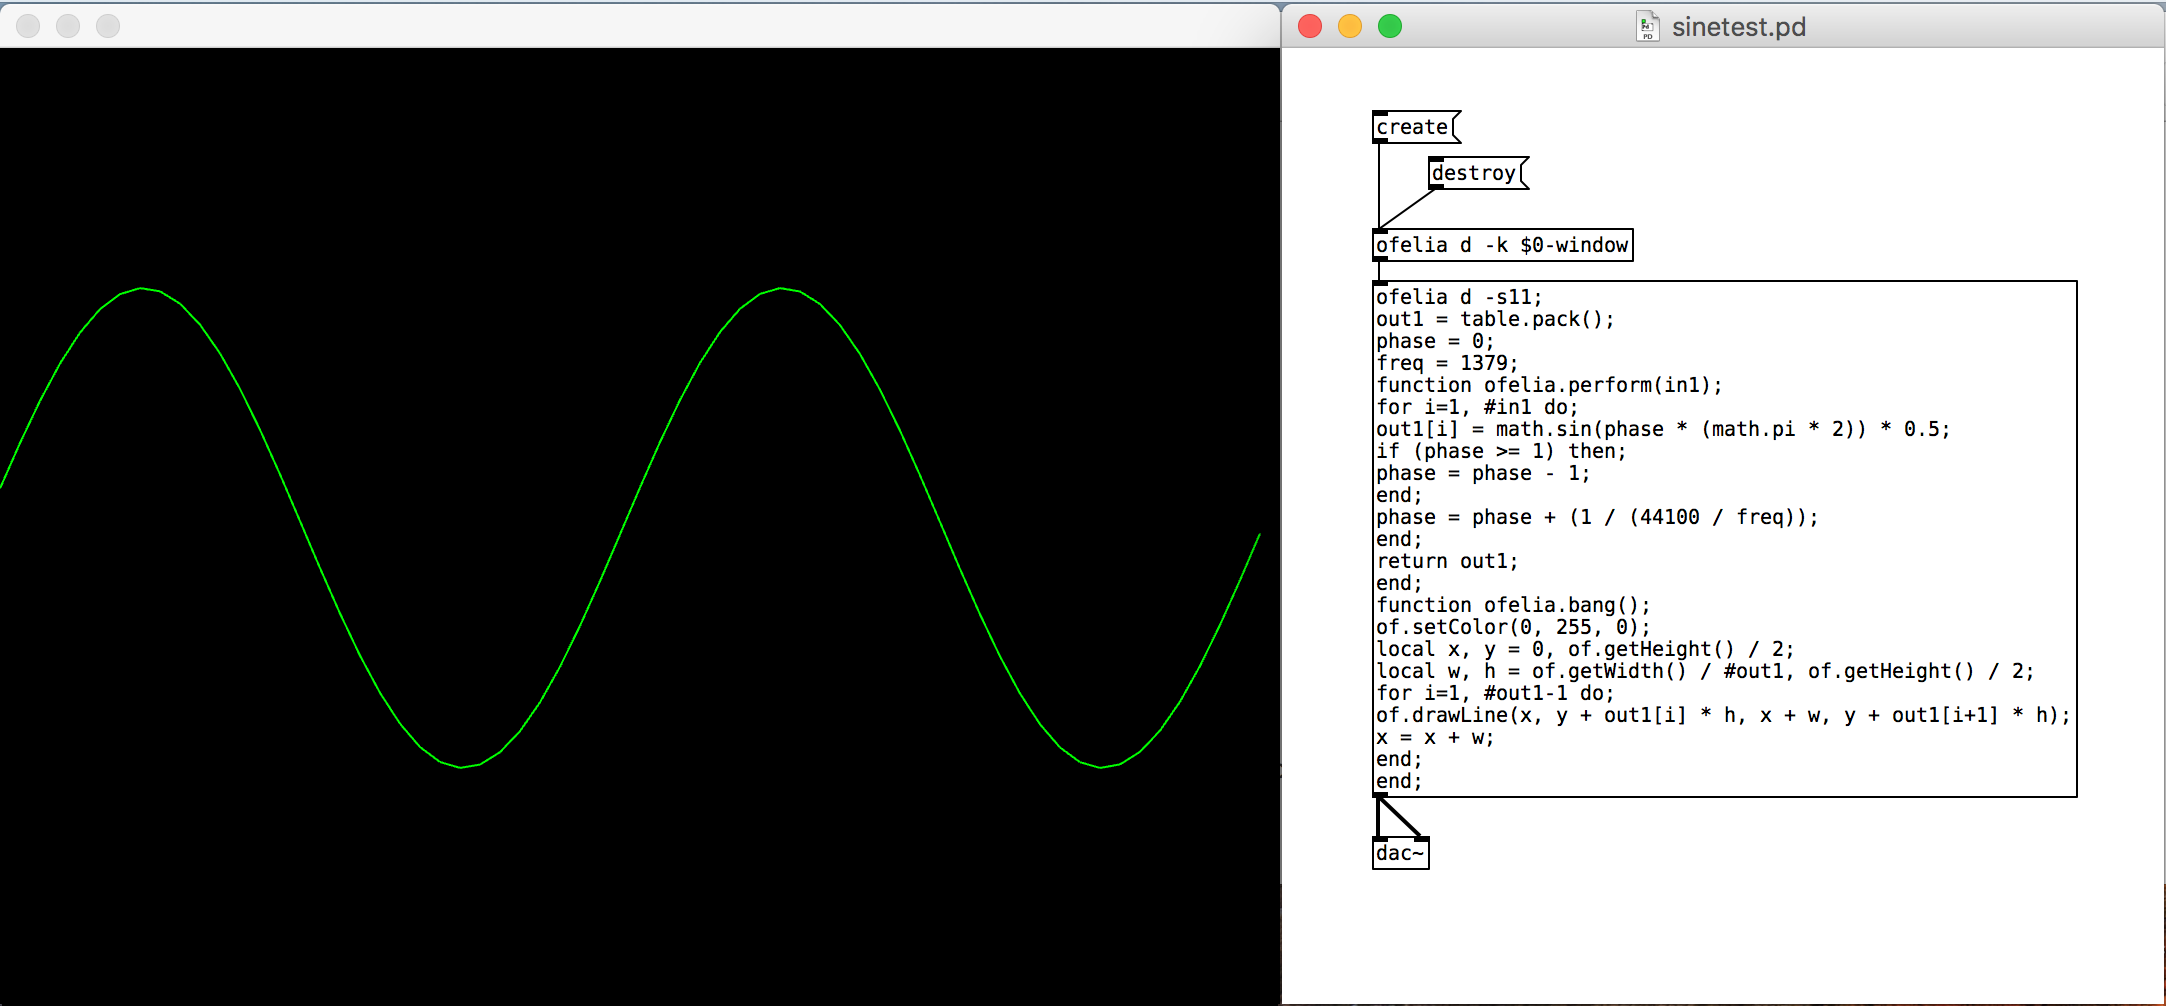 sinetest.pd
create
destroy
ofelia d -k $0-window
ofelia d -s11;
out1 = table.pack();
phase = 0;
freq = 1379;
function ofelia.perform(in1);
for i=1, #in1 do;
out1[i] = math.sin(phase * (math.pi * 2)) * 0.5;
if (phase >= 1) then;
phase = phase - 1;
end;
phase = phase + (1 / (44100 / freq));
end;
return out1;
end;
function ofelia.bang();
of.setColor(0, 255, 0);
local x, y = 0, of.getHeight() / 2;
local w, h = of.getWidth() / #out1, of.getHeight() / 2;
for i=1, #out1-1 do;
of.drawLine(x, y + out1[i] * h, x + w, y + out1[i+1] * h);
x = x + w;
end;
end;
dac~